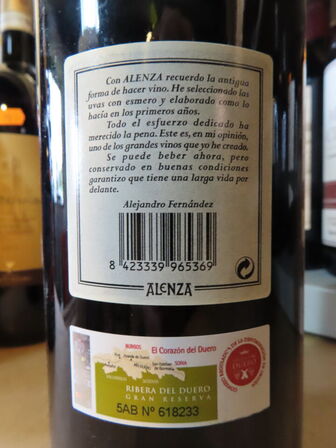 Con ALENZA recuerdo la antigua
forma de hacer vino. He seleccionado las
uvas con esmero y elaborado como lo
hacía en los primeros años.
Todo el esfuerzo dedicado ha
merecido la pena. Este es, en mi opinión,
uno de los grandes vinos que yo he creado.
Se puede beber ahora, pero
conservado en buenas condiciones
garantizo que tiene una larga vida por
delante.
Alejandro Fernández
8 423339 965369
ALENZA
BURGOS El Corazón del Duero
SORIA
RIBERA DEL DUERO
GRAN RESERVA
5AB Nº 618233